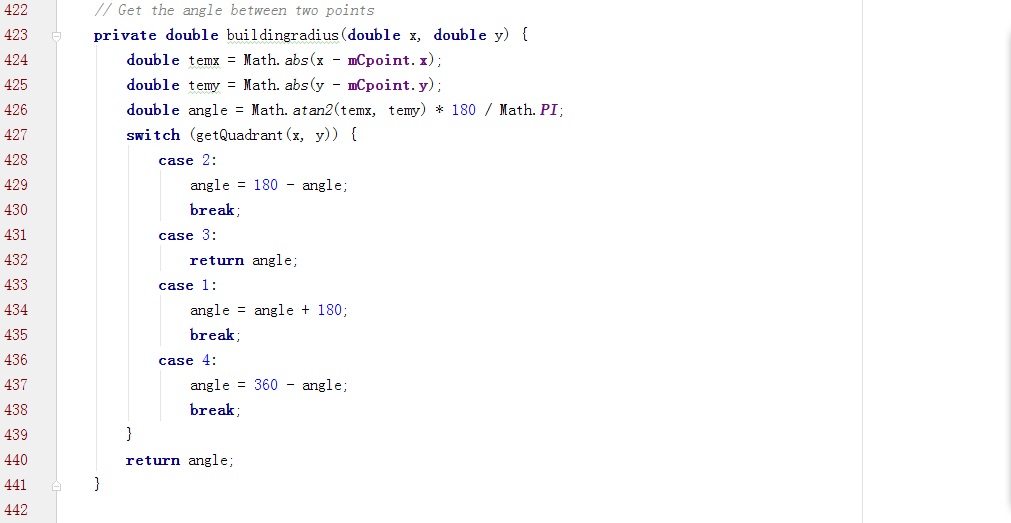 422 // Get the angle between two points
423 private double buildingradius(double x, double y) {
424 double temx = Math.abs(x - mCpoint.x);
425 double temy = Math.abs(y - mCpoint.y);
426 double angle = Math.atan2(temx, temy) * 180 / Math.PI;
427 switch (getQuadrant(x, y)) {
428 case 2:
429 angle = 180 - angle;
430 break;
431 case 3:
432 return angle;
433 case 1:
434 angle = angle + 180;
435 break;
436 case 4:
437 angle = 360 - angle;
438 break;
439 }
440 return angle;
441 }
442